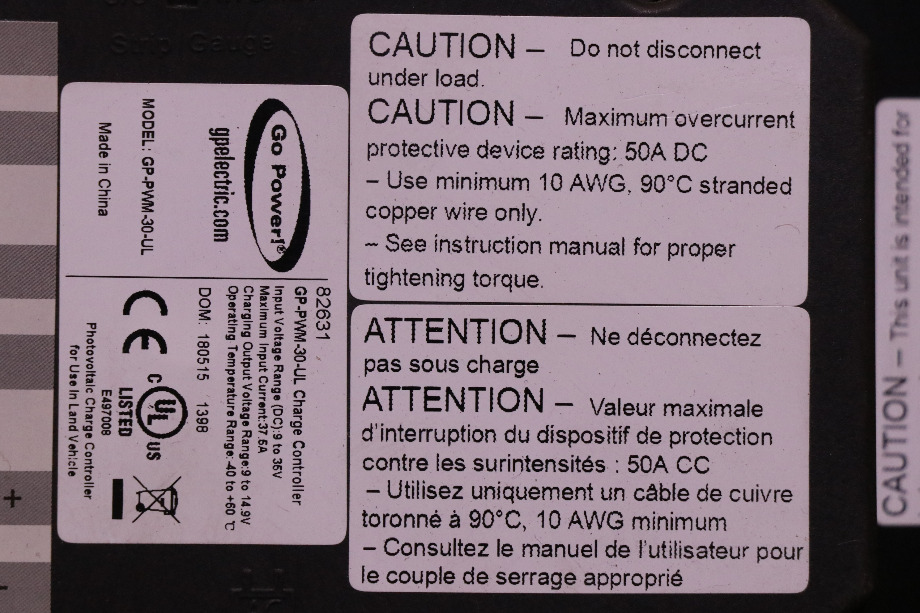 Strip Gauge
MODEL: GP-PWM-30-UL
Made in China
Go Power!®
gpelectric.com
82631
GP-PWM-30-UL Charge Controller
Input Voltage Range (DC):9 to 35V
Maximum Input Current:37.5A
Charging Output Voltage Range:9 to 14.9V
Operating Temperature Range:-40 to +60 ℃
DOM: 180515 1398
CE
C UL US
LISTED
E497008
Photovoltaic Charge Controller
for Use In Land Vehicle
CAUTION – Do not disconnect
under load.
CAUTION – Maximum overcurrent
protective device rating: 50A DC
– Use minimum 10 AWG, 90°C stranded
copper wire only.
– See instruction manual for proper
tightening torque.
ATTENTION – Ne déconnectez
pas sous charge
ATTENTION – Valeur maximale
d'interruption du dispositif de protection
contre les surintensités : 50A CC
– Utilisez uniquement un câble de cuivre
toronné à 90°C, 10 AWG minimum
– Consultez le manuel de l'utilisateur pour
le couple de serrage approprié
CAUTION – This unit is intended for